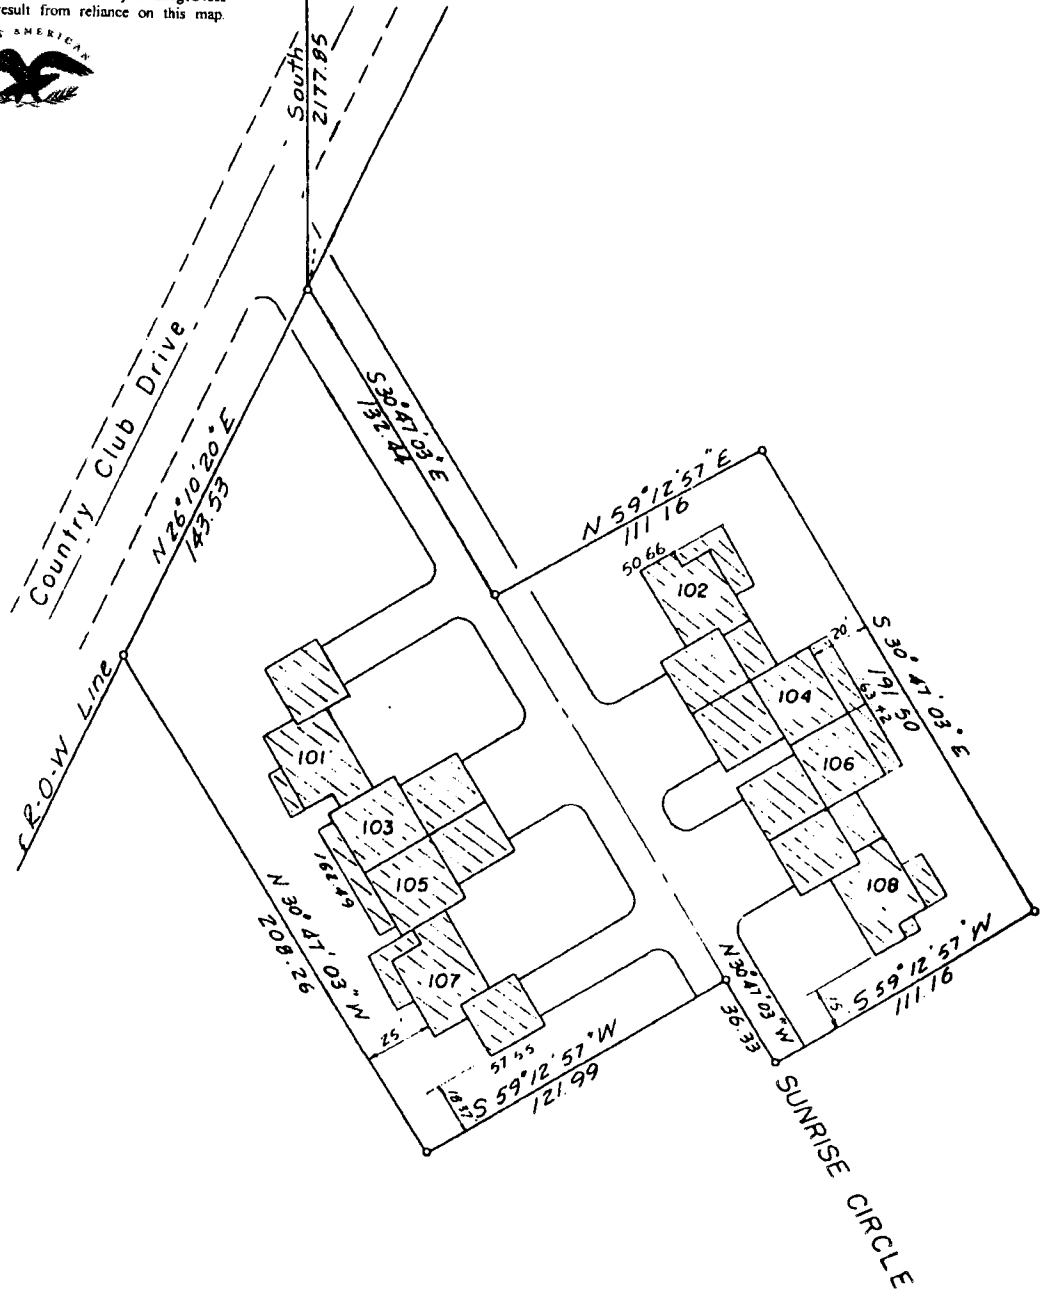 result from reliance on this map.
AMERICAN
South
2177.85
Country Club Drive
N 26°10'20" E
143.53
S 30°47'03" E
132.44
N 59°12'57" E
111 16
50 66
102
S 30°47'03" E
191 50
20'
63 42
104
106
108
101
103
105
107
162.49
R-O-W Line
N 30°47'03" W
208.26
25
57 55
18 37
S 59°12'57" W
121.99
N 30°47'03" W
36.33
15
S 59°12'57" W
111.16
SUNRISE CIRCLE